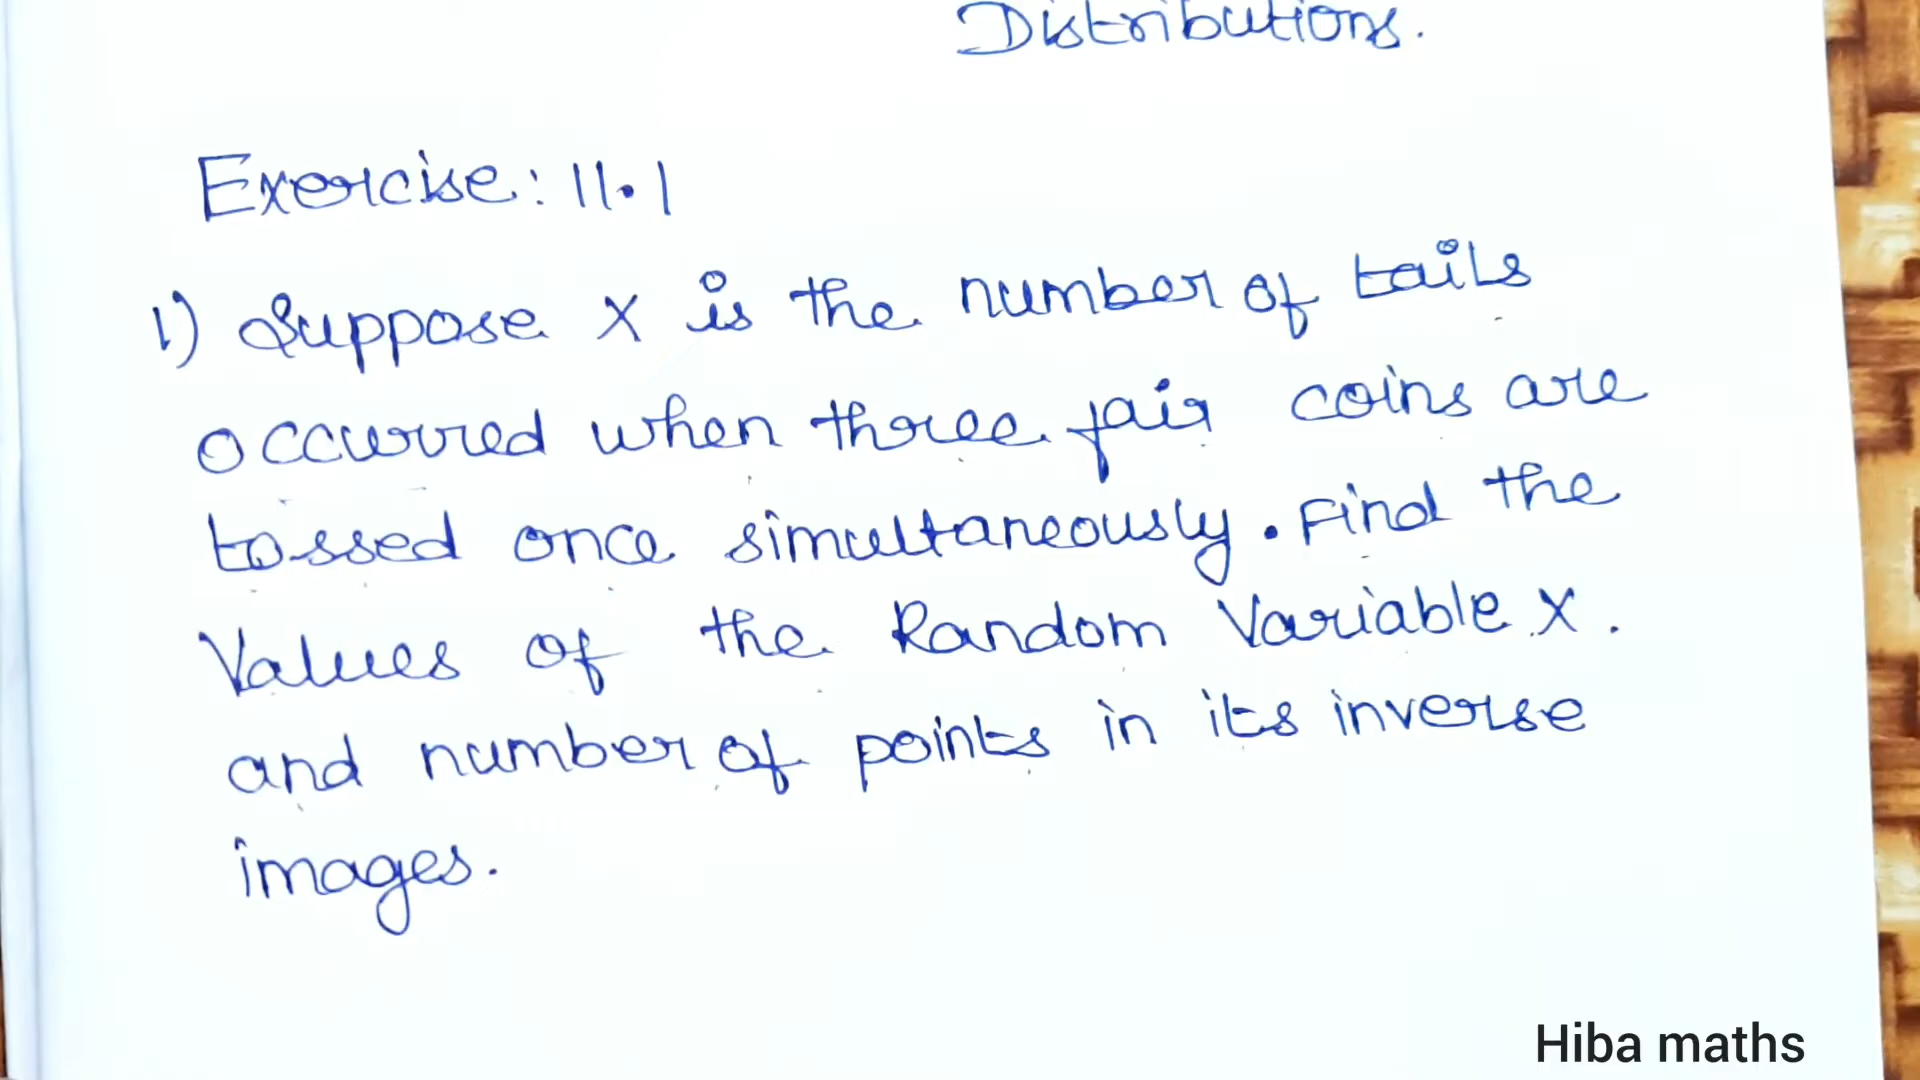 Distributions.
Exercise: 11.1
1) Suppose X is the number of tails
occurred when three fair coins are
tossed once simultaneously. Find the
Values of the Random Variable X.
and number of points in its inverse
images.
Hiba maths